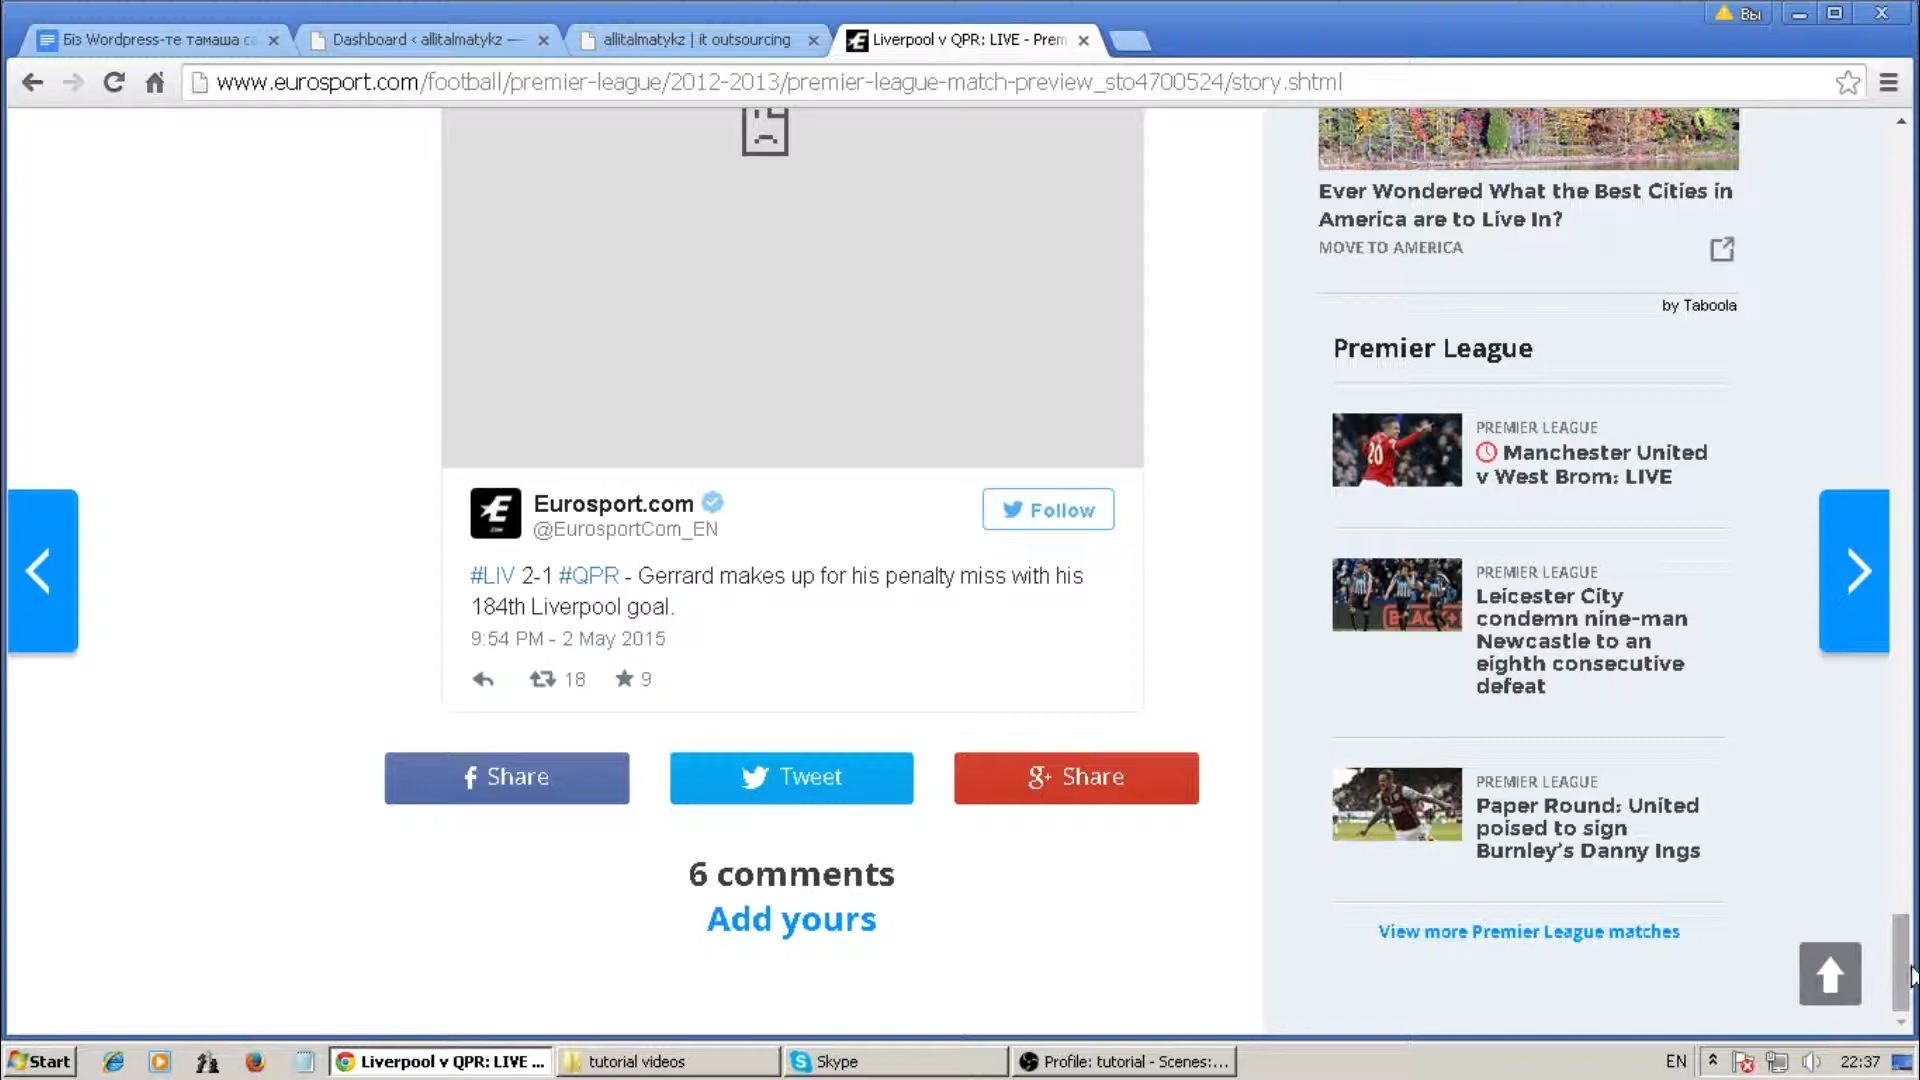 Вы
Біз Wordpress-те тамаша са
Dashboard ‹ allitalmatykz —
allitalmatykz | it outsourcing
Liverpool v QPR: LIVE - Prem
www.eurosport.com/football/premier-league/2012-2013/premier-league-match-preview_sto4700524/story.shtml
Ever Wondered What the Best Cities in
America are to Live In?
MOVE TO AMERICA
by Taboola
Premier League
PREMIER LEAGUE
Manchester United
v West Brom: LIVE
PREMIER LEAGUE
Leicester City
condemn nine-man
Newcastle to an
eighth consecutive
defeat
PREMIER LEAGUE
Paper Round: United
poised to sign
Burnley's Danny Ings
View more Premier League matches
Eurosport.com
@EurosportCom_EN
Follow
#LIV 2-1 #QPR - Gerrard makes up for his penalty miss with his
184th Liverpool goal.
9:54 PM - 2 May 2015
18 9
Share
Tweet
g+ Share
6 comments
Add yours
Start
Liverpool v QPR: LIVE ...
tutorial videos
Skype
Profile: tutorial - Scenes:...
EN
22:37